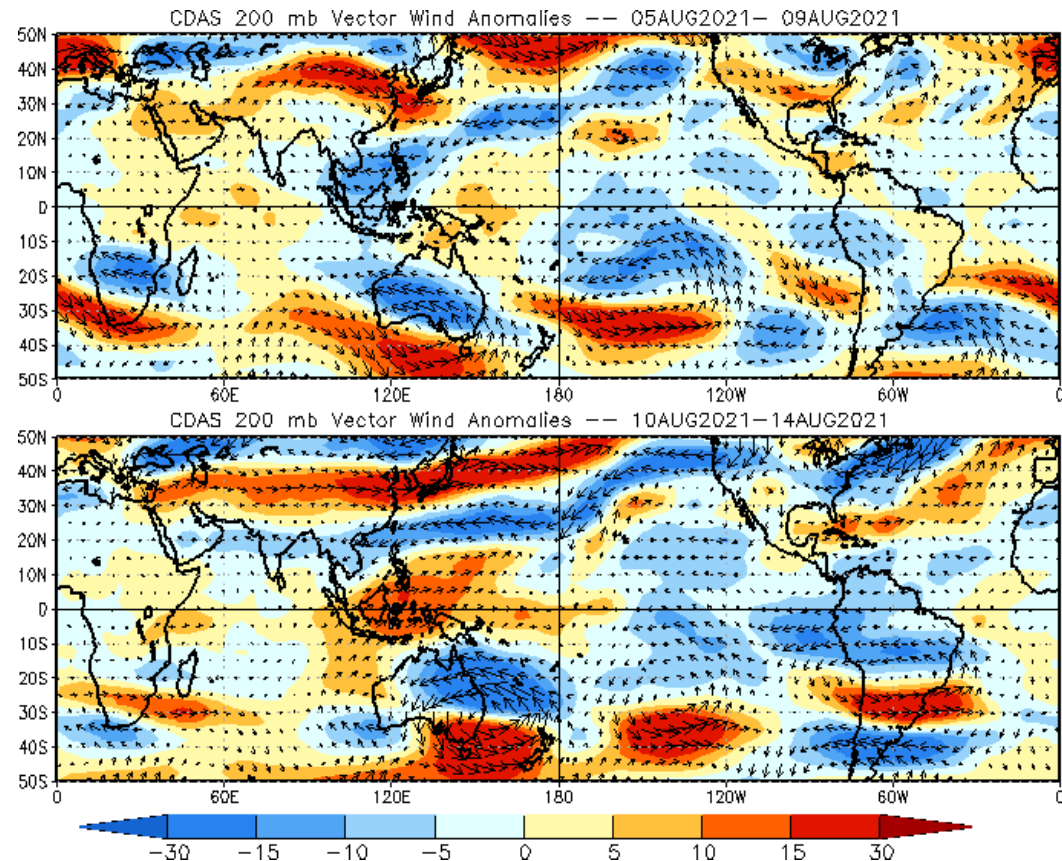 CDAS 200 mb Vector Wind Anomalies -- 05AUG2021- 09AUG2021
50N
40N
30N
20N
10N
0
10S
20S
30S
40S
50S
0 60E 120E 180 120W 60W 0
CDAS 200 mb Vector Wind Anomalies -- 10AUG2021-14AUG2021
50N
40N
30N
20N
10N
0
10S
20S
30S
40S
50S
0 60E 120E 180 120W 60W 0
-30 -15 -10 -5 0 5 10 15 30